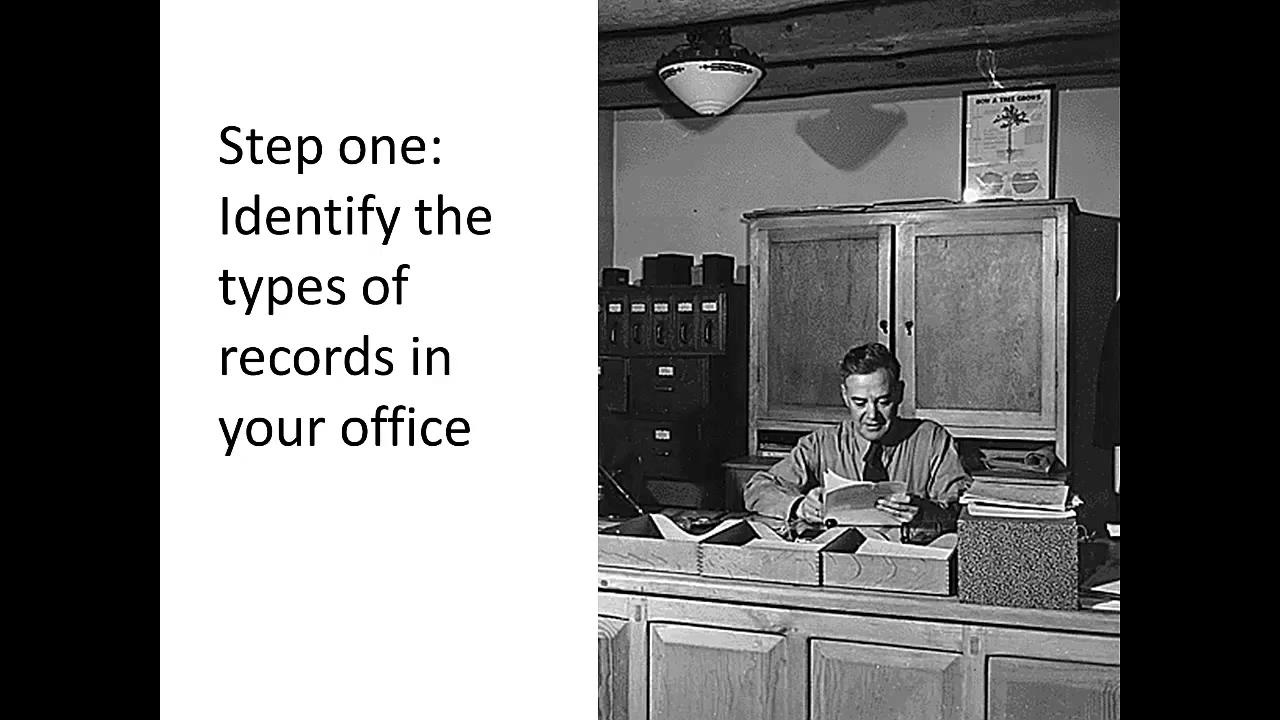 Step one:
Identify the
types of
records in
your office
HOW A TREE GROWS